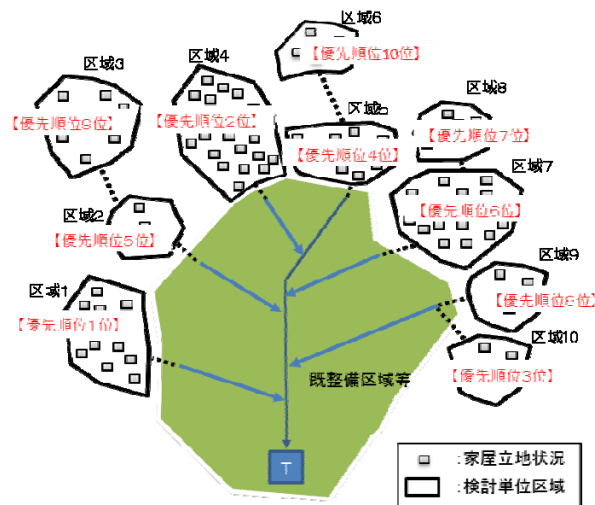 区域6
【優先順位10位】
区域4
【優先順位2位】
区域3
【優先順位9位】
区域5
【優先順位4位】
区域8
【優先順位7位】
区域7
【優先順位6位】
区域2
【優先順位5位】
区域9
【優先順位8位】
区域1
【優先順位1位】
区域10
【優先順位3位】
既整備区域等
T
:家屋立地状況
:検討単位区域